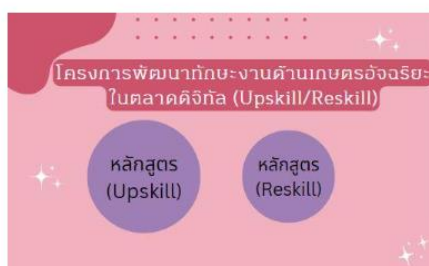 โครงการพัฒนาทักษะงานด้านเกษตรอัจฉริยะ
ในตลาดดิจิทัล (Upskill/Reskill)
หลักสูตร
(Upskill)
หลักสูตร
(Reskill)